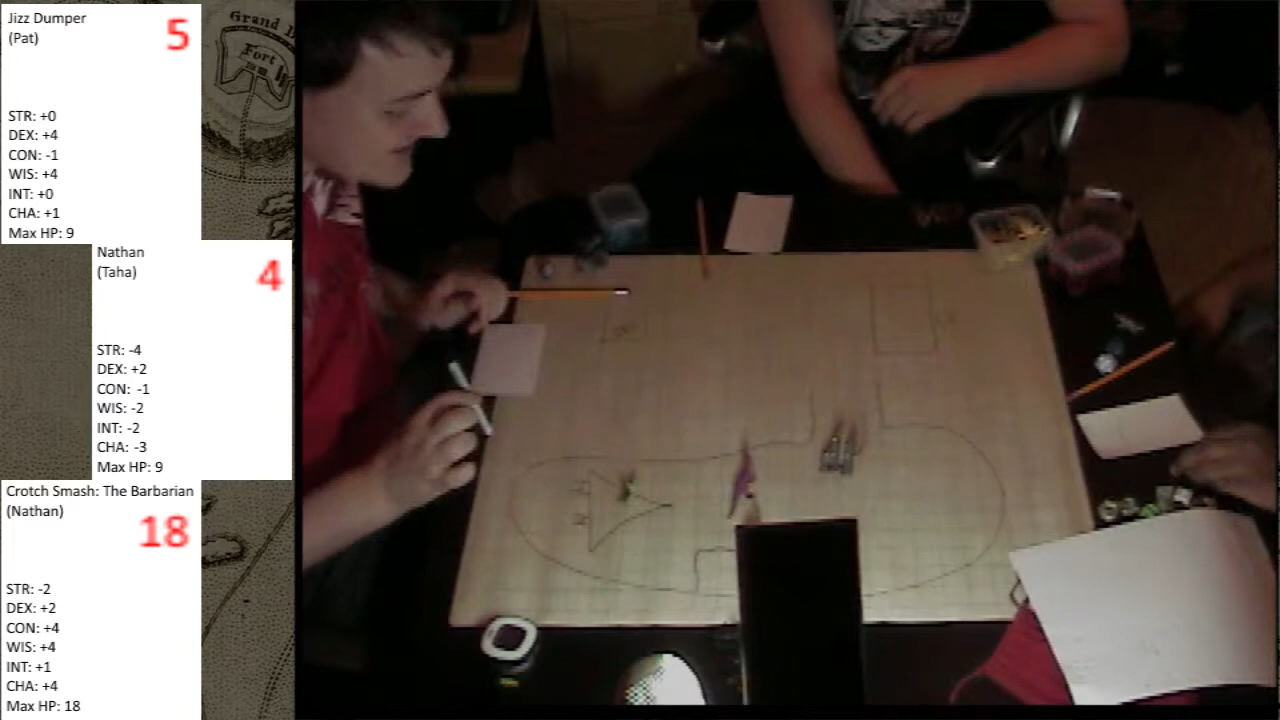 Jizz Dumper
(Pat)
5
STR: +0
DEX: +4
CON: -1
WIS: +4
INT: +0
CHA: +1
Max HP: 9
Nathan
(Taha)
4
STR: -4
DEX: +2
CON: -1
WIS: -2
INT: -2
CHA: -3
Max HP: 9
Crotch Smash: The Barbarian
(Nathan)
18
STR: -2
DEX: +2
CON: +4
WIS: +4
INT: +1
CHA: +4
Max HP: 18
Grand
Fort